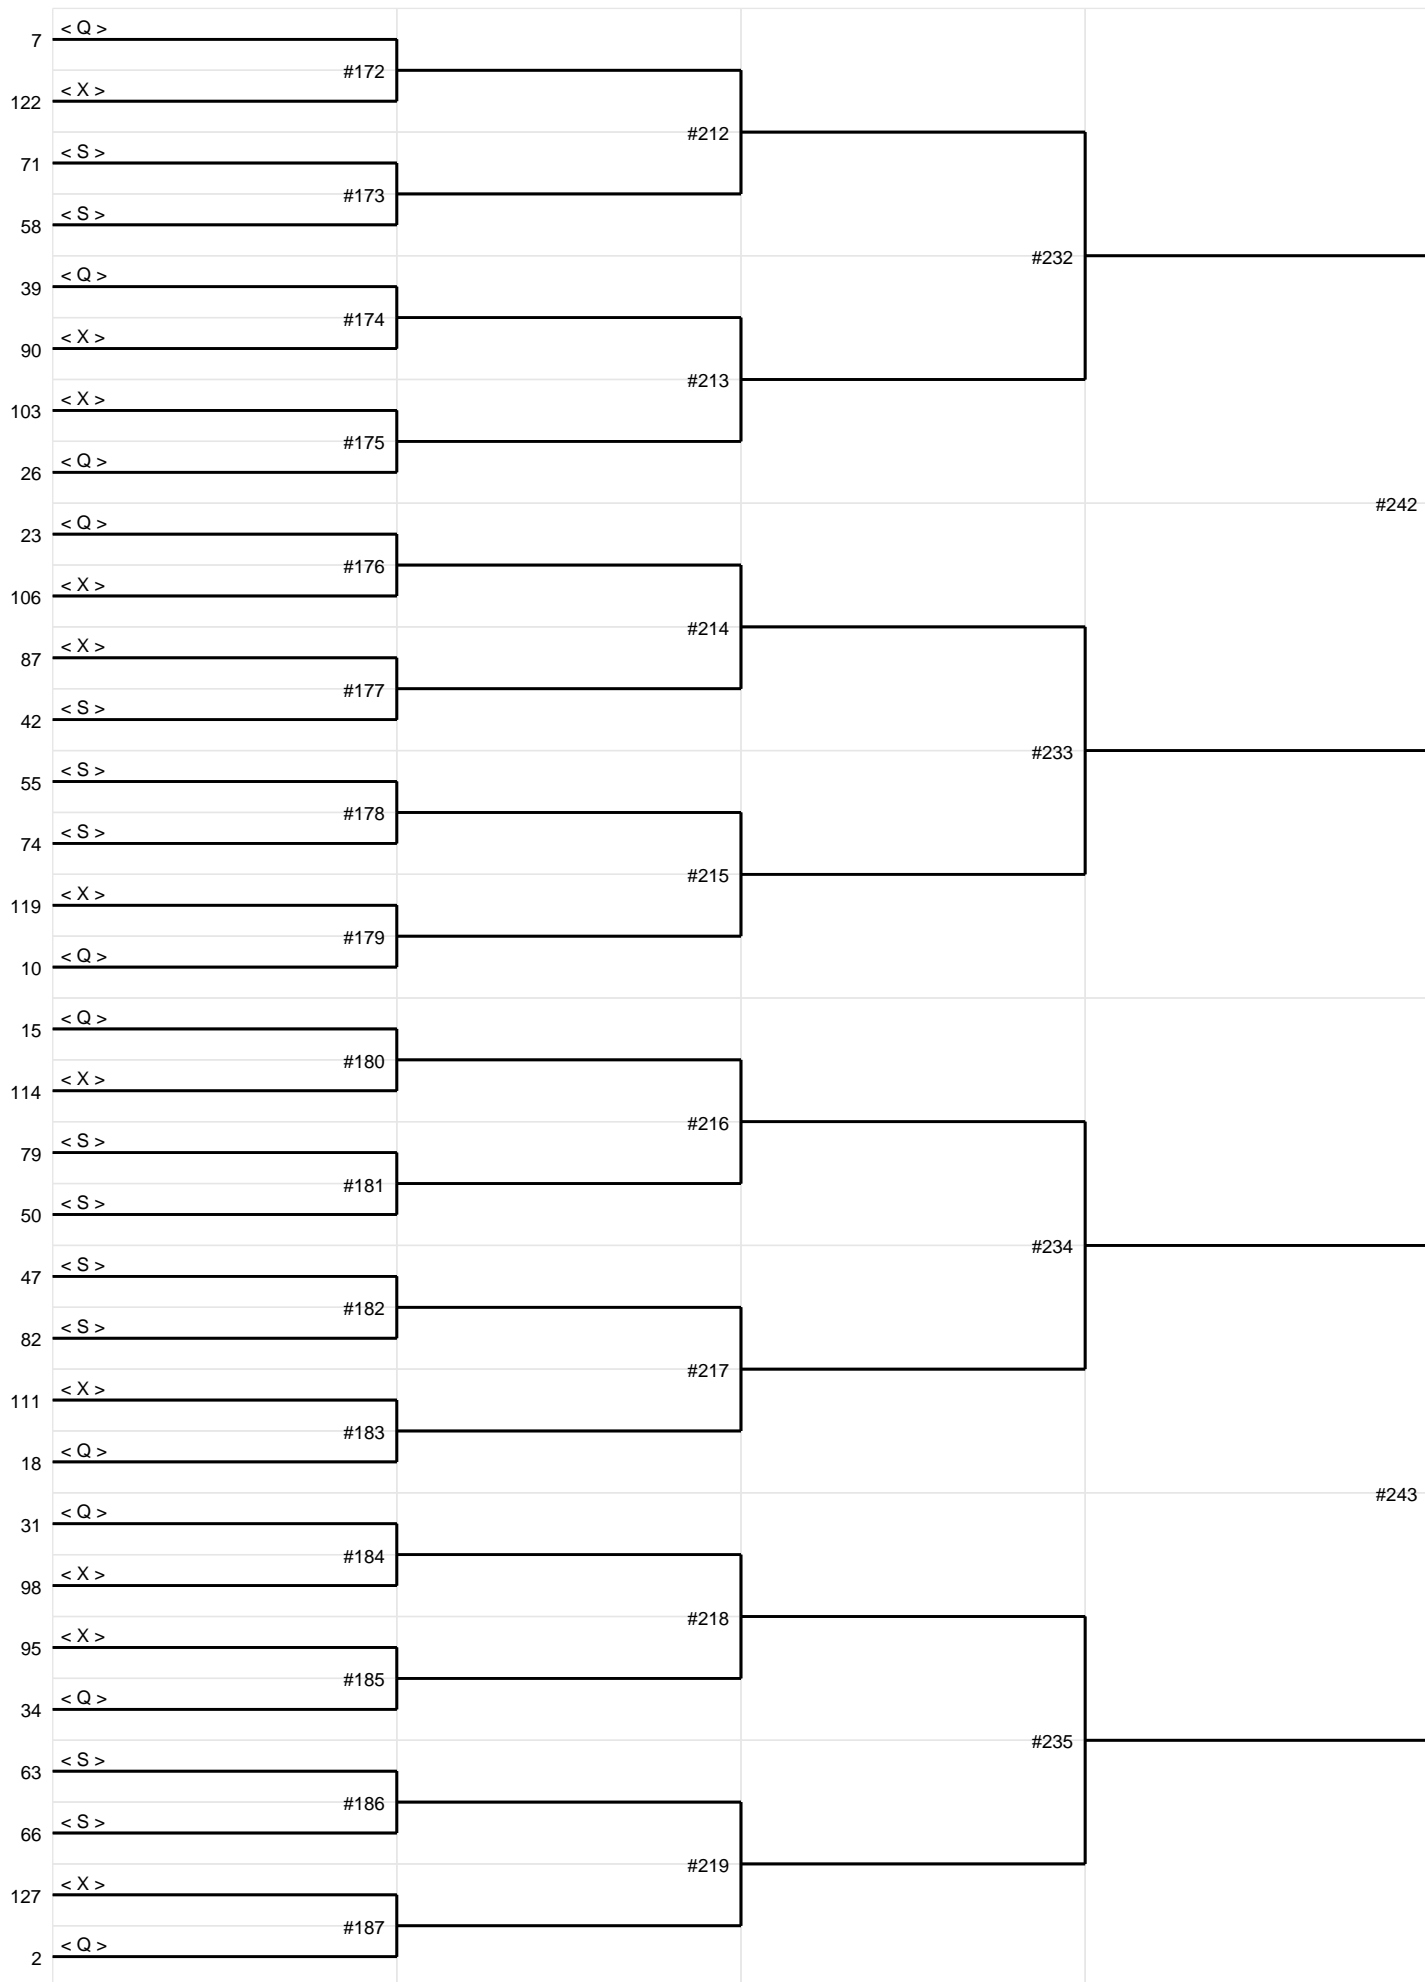 < Q >
7
#172
< X >
122
#212
< S >
71
#173
< S >
58
#232
< Q >
39
#174
< X >
90
#213
< X >
103
#175
< Q >
26
#242
< Q >
23
#176
< X >
106
#214
< X >
87
#177
< S >
42
#233
< S >
55
#178
< S >
74
#215
< X >
119
#179
< Q >
10
< Q >
15
#180
< X >
114
#216
< S >
79
#181
< S >
50
#234
< S >
47
#182
< S >
82
#217
< X >
111
#183
< Q >
18
#243
< Q >
31
#184
< X >
98
#218
< X >
95
#185
< Q >
34
#235
< S >
63
#186
< S >
66
#219
< X >
127
#187
< Q >
2